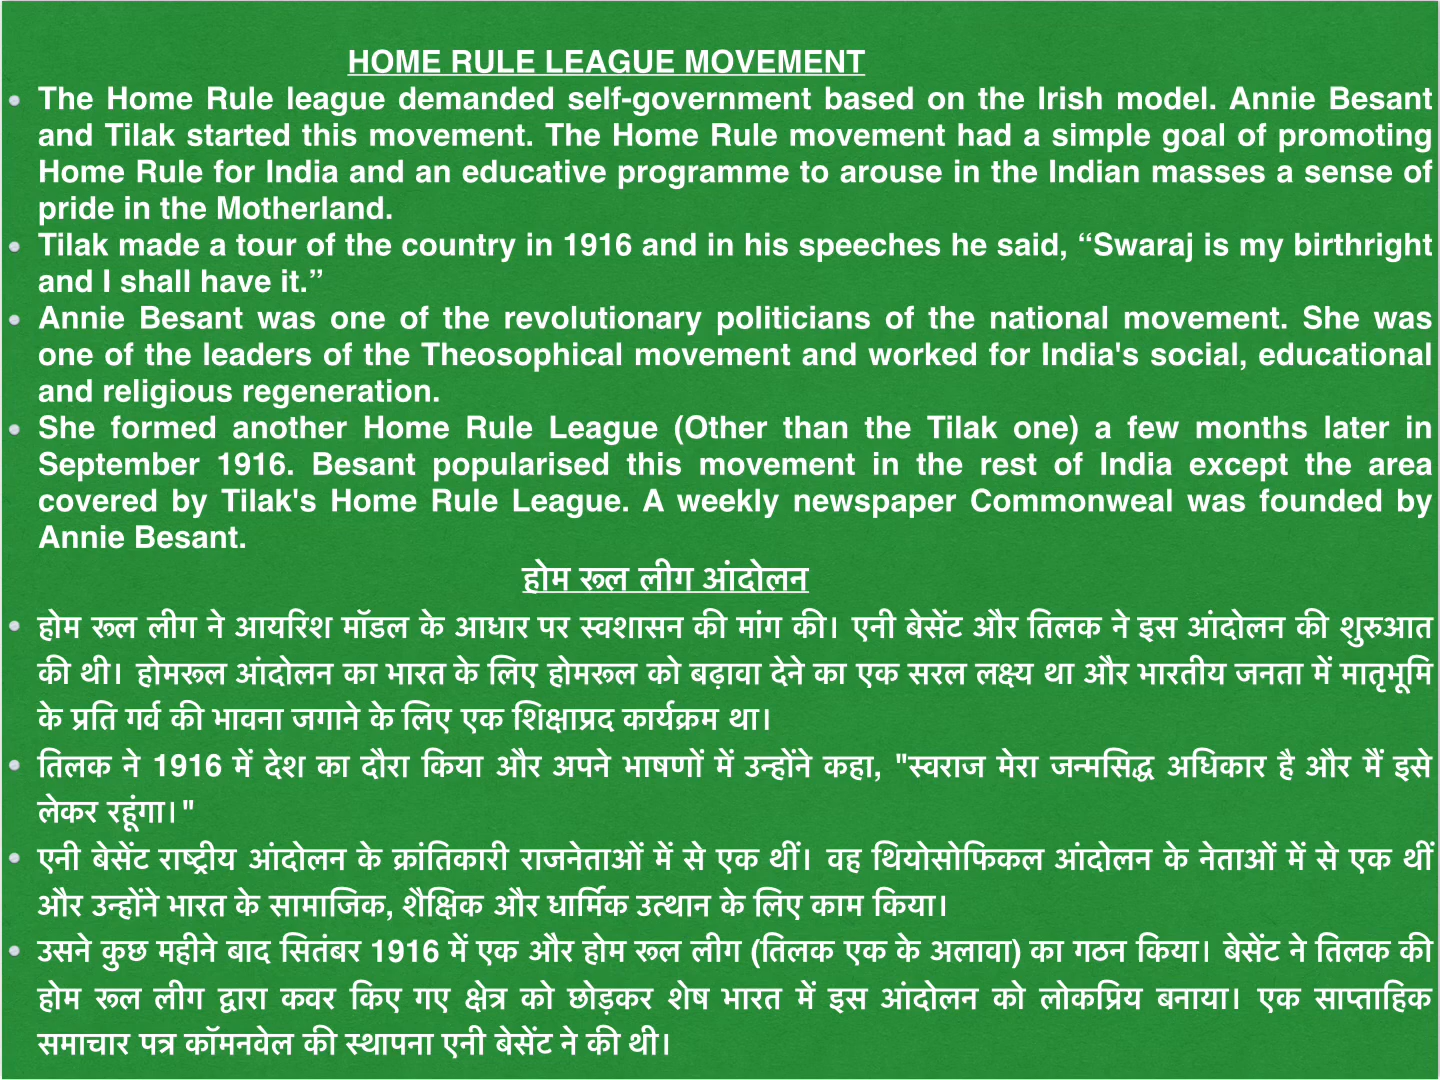 HOME RULE LEAGUE MOVEMENT
The Home Rule league demanded self-government based on the Irish model. Annie Besant
and Tilak started this movement. The Home Rule movement had a simple goal of promoting
Home Rule for India and an educative programme to arouse in the Indian masses a sense of
pride in the Motherland.
Tilak made a tour of the country in 1916 and in his speeches he said, “Swaraj is my birthright
and I shall have it.”
Annie Besant was one of the revolutionary politicians of the national movement. She was
one of the leaders of the Theosophical movement and worked for India's social, educational
and religious regeneration.
She formed another Home Rule League (Other than the Tilak one) a few months later in
September 1916. Besant popularised this movement in the rest of India except the area
covered by Tilak's Home Rule League. A weekly newspaper Commonweal was founded by
Annie Besant.
होम रूल लीग आंदोलन
होम रूल लीग ने आयरिश मॉडल के आधार पर स्वशासन की मांग की। एनी बेसेंट और तिलक ने इस आंदोलन की शुरुआत
की थी। होमरूल आंदोलन का भारत के लिए होमरूल को बढ़ावा देने का एक सरल लक्ष्य था और भारतीय जनता में मातृभूमि
के प्रति गर्व की भावना जगाने के लिए एक शिक्षाप्रद कार्यक्रम था।
तिलक ने 1916 में देश का दौरा किया और अपने भाषणों में उन्होंने कहा, "स्वराज मेरा जन्मसिद्ध अधिकार है और मैं इसे
लेकर रहूंगा।"
एनी बेसेंट राष्ट्रीय आंदोलन के क्रांतिकारी राजनेताओं में से एक थीं। वह थियोसोफिकल आंदोलन के नेताओं में से एक थीं
और उन्होंने भारत के सामाजिक, शैक्षिक और धार्मिक उत्थान के लिए काम किया।
उसने कुछ महीने बाद सितंबर 1916 में एक और होम रूल लीग (तिलक एक के अलावा) का गठन किया। बेसेंट ने तिलक की
होम रूल लीग द्वारा कवर किए गए क्षेत्र को छोड़कर शेष भारत में इस आंदोलन को लोकप्रिय बनाया। एक साप्ताहिक
समाचार पत्र कॉमनवेल की स्थापना एनी बेसेंट ने की थी।